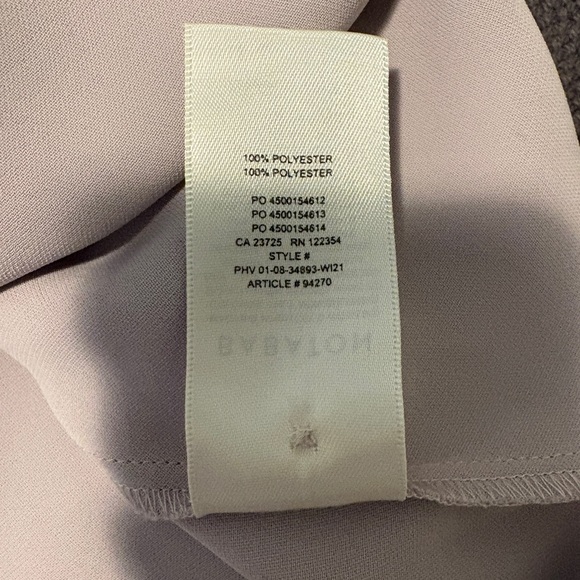 100% POLYESTER
100% POLYESTER
PO 4500154612
PO 4500154613
PO 4500154614
CA 23725 RN 122354
STYLE #
PHV 01-08-34893-WI21
ARTICLE # 94270
BABATON